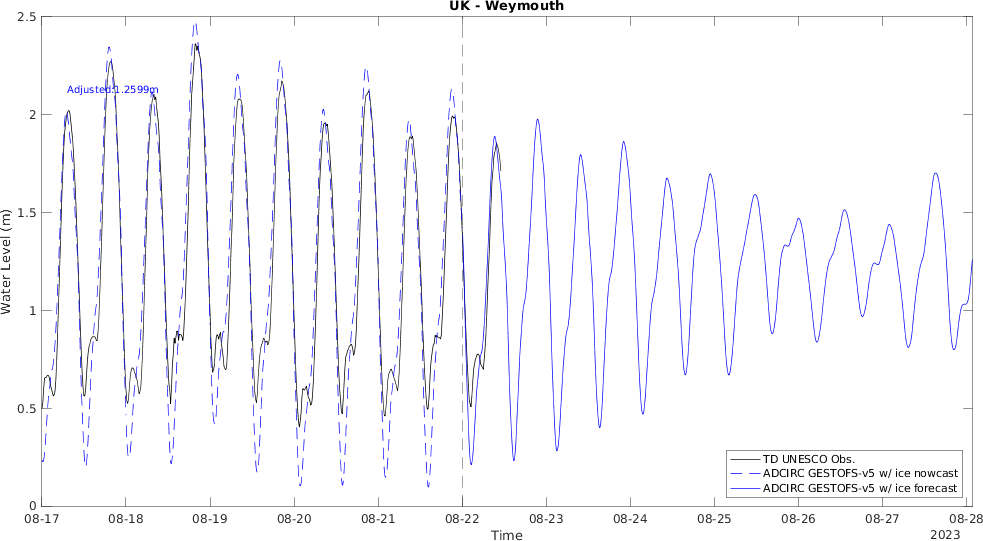 UK - Weymouth
2.5
2
1.5
1
0.5
0
Water Level (m)
Adjusted:1.2599m
TD UNESCO Obs.
ADCIRC GESTOFS-v5 w/ ice nowcast
ADCIRC GESTOFS-v5 w/ ice forecast
08-17 08-18 08-19 08-20 08-21 08-22 08-23 08-24 08-25 08-26 08-27 08-28
Time
2023